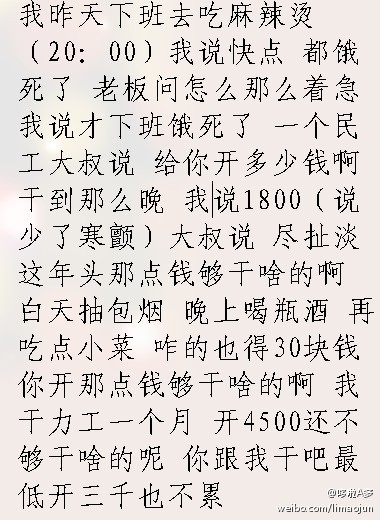 我昨天下班去吃麻辣烫
（20：00）我说快点 都饿
死了 老板问怎么那么着急
我说才下班饿死了 一个民
工大叔说 给你开多少钱啊
干到那么晚 我说1800（说
少了寒颤）大叔说 尽扯淡
这年头那点钱够干啥的啊
白天抽包烟 晚上喝瓶酒 再
吃点小菜 咋的也得30块钱
你开那点钱够干啥的啊 我
干力工一个月 开4500还不
够干啥的呢 你跟我干吧最
低开三千也不累
@哆啦A多
weibo.com/limaojun